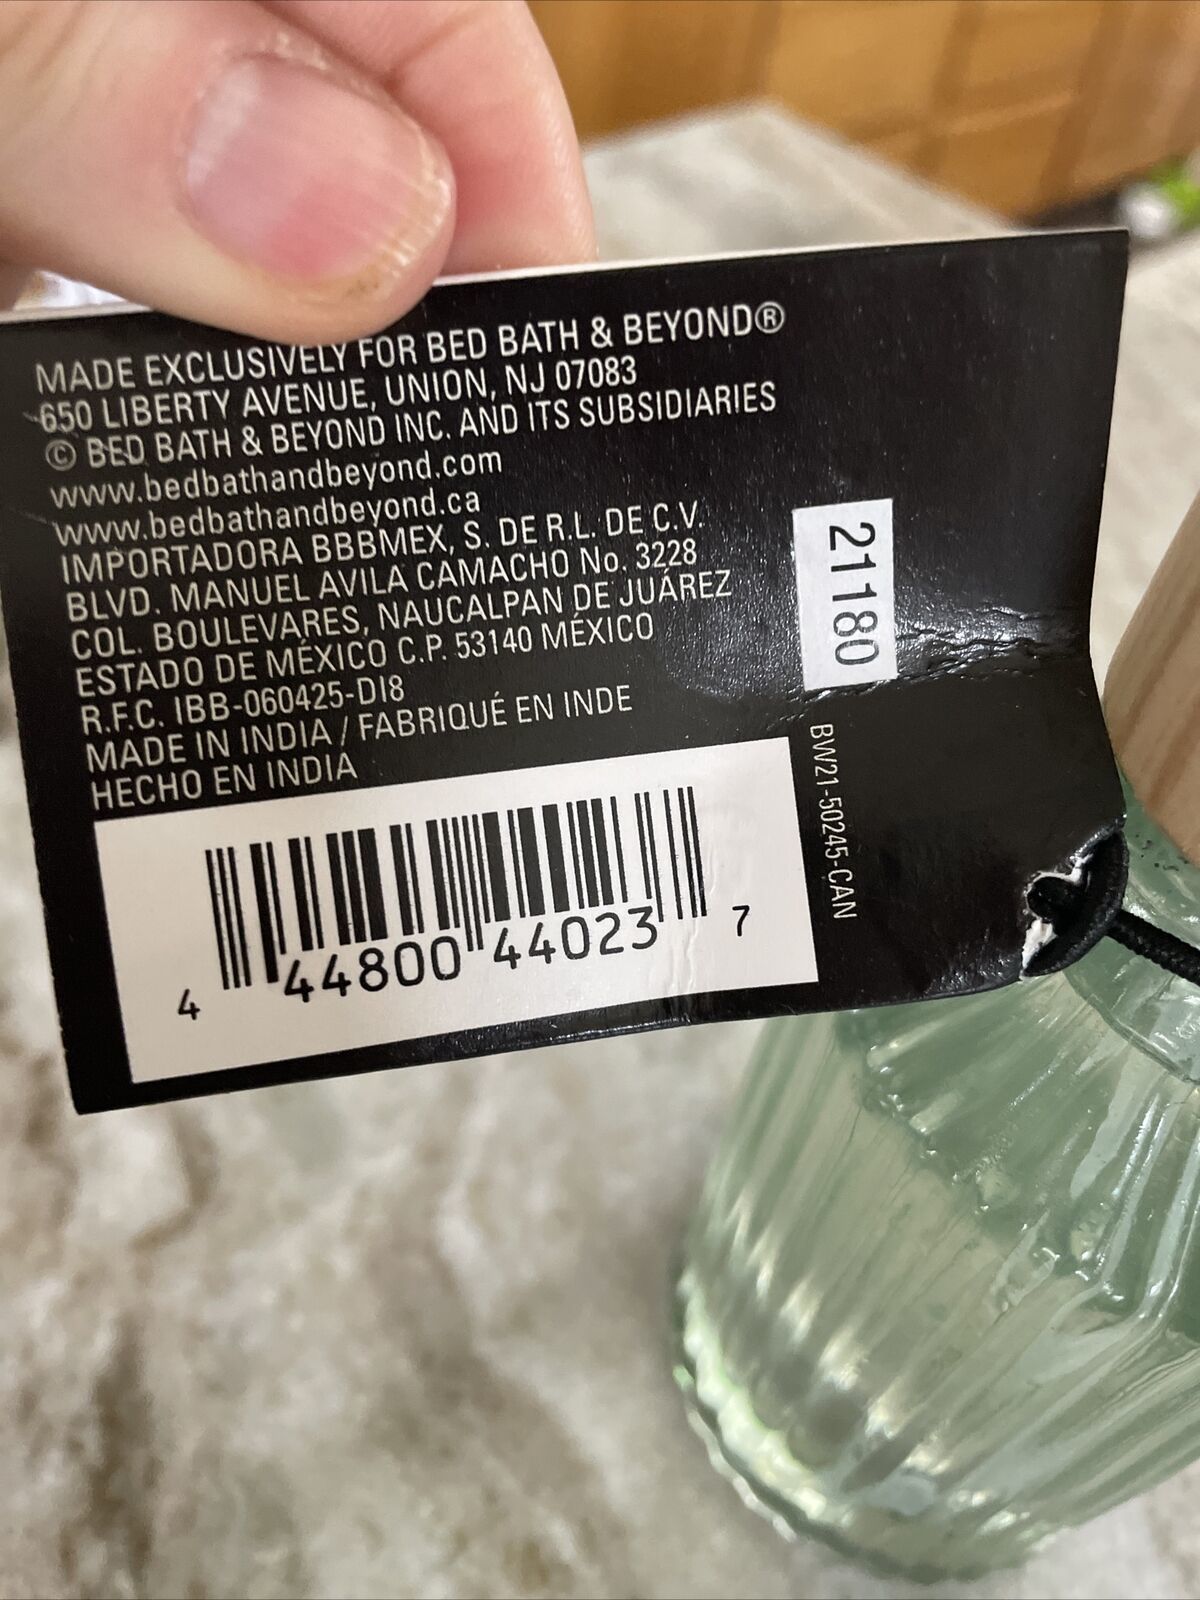 MADE EXCLUSIVELY FOR BED BATH & BEYOND®
650 LIBERTY AVENUE, UNION, NJ 07083
© BED BATH & BEYOND INC. AND ITS SUBSIDIARIES
www.bedbathandbeyond.com
www.bedbathandbeyond.ca
IMPORTADORA BBBMEX, S. DE R.L. DE C.V.
BLVD. MANUEL AVILA CAMACHO No. 3228
COL. BOULEVARES, NAUCALPAN DE JUÁREZ
ESTADO DE MÉXICO C.P. 53140 MÉXICO
R.F.C. IBB-060425-DI8
MADE IN INDIA / FABRIQUÉ EN INDE
HECHO EN INDIA
4 44800 44023 7
21180
BW21-50245-CAN